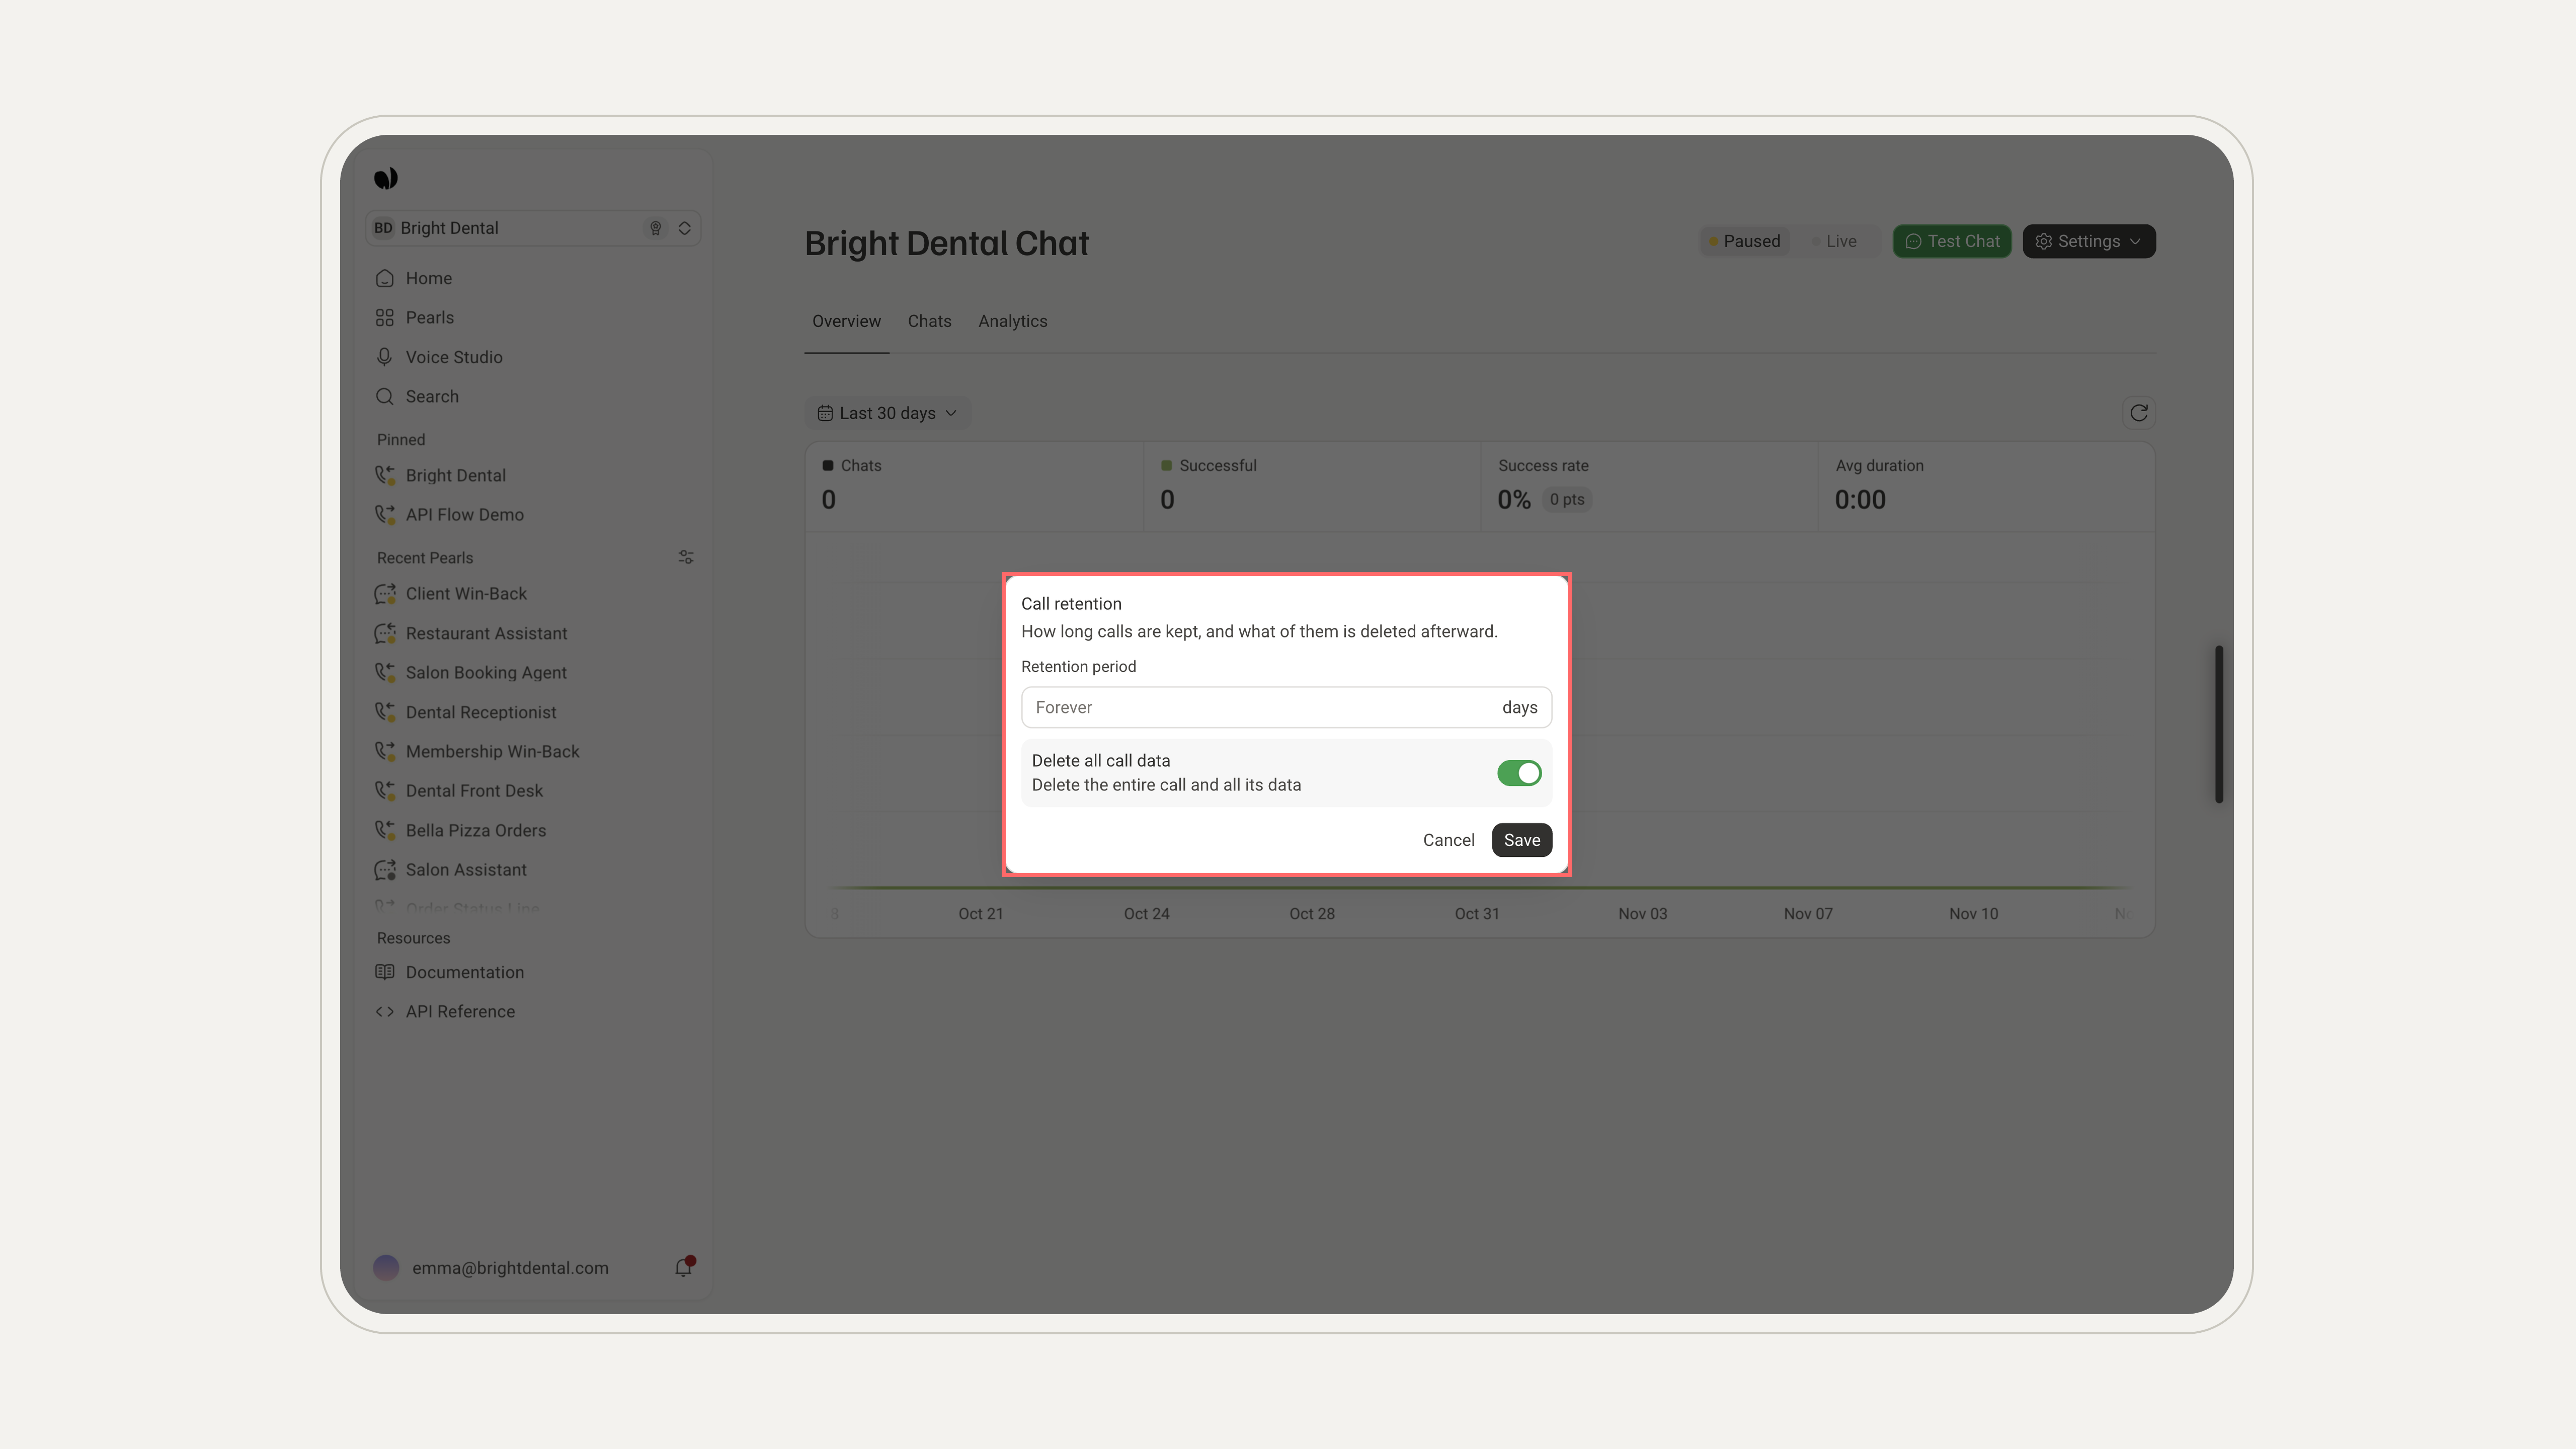 BD Bright Dental
Home
Pearls
Voice Studio
Search
Pinned
Bright Dental
API Flow Demo
Recent Pearls
Client Win-Back
Restaurant Assistant
Salon Booking Agent
Dental Receptionist
Membership Win-Back
Dental Front Desk
Bella Pizza Orders
Salon Assistant
Order Status Line
Resources
Documentation
API Reference
emma@brightdental.com
Bright Dental Chat
Paused Live Test Chat Settings
Overview Chats Analytics
Last 30 days
Chats Successful Success rate Avg duration
0 0 0% 0 pts 0:00
Call retention
How long calls are kept, and what of them is deleted afterward.
Retention period
Forever days
Delete all call data
Delete the entire call and all its data
Cancel Save
Oct 21 Oct 24 Oct 28 Oct 31 Nov 03 Nov 07 Nov 10